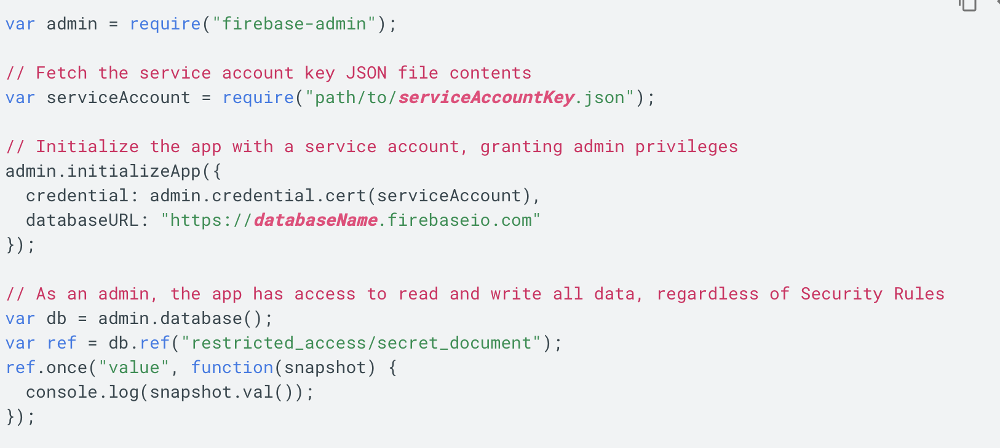 var admin = require("firebase-admin");
// Fetch the service account key JSON file contents
var serviceAccount = require("path/to/serviceAccountKey.json");
// Initialize the app with a service account, granting admin privileges
admin.initializeApp({
  credential: admin.credential.cert(serviceAccount),
  databaseURL: "https://databaseName.firebaseio.com"
});
// As an admin, the app has access to read and write all data, regardless of Security Rules
var db = admin.database();
var ref = db.ref("restricted_access/secret_document");
ref.once("value", function(snapshot) {
  console.log(snapshot.val());
});